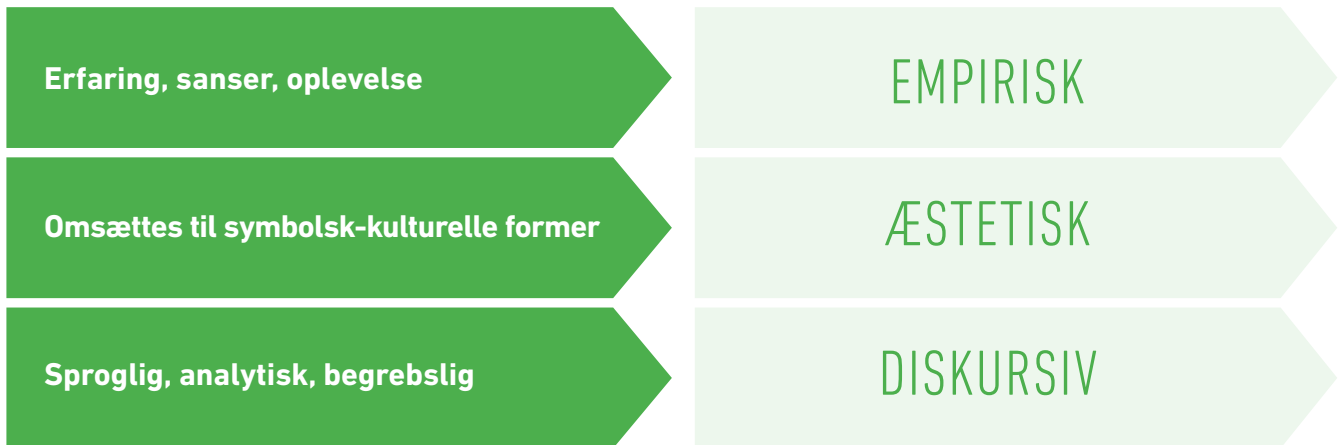 Erfaring, sanser, oplevelse
EMPIRISK
Omsættes til symbolsk-kulturelle former
ÆSTETISK
Sproglig, analytisk, begrebslig
DISKURSIV